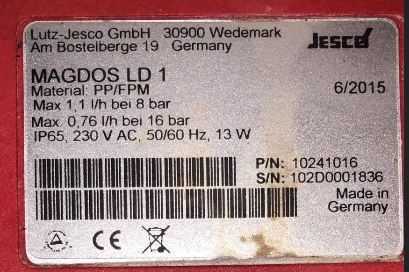 Lutz-Jesco GmbH 30900 Wedemark
Am Bosteiberge 19 Germany
JESCO
MAGDOS LD 1
Material: PP/FPM
6/2015
Max 1,1 l/h bei 8 bar
Max. 0,76 l/h bei 16 bar
IP65, 230 V AC, 50/60 Hz, 13 W
P/N: 10241016
S/N: 102D0001836
Made in
Germany
CE